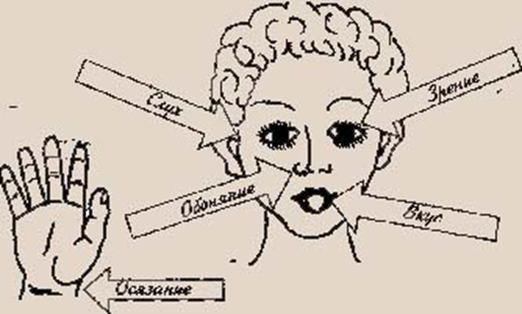 Слух
Зрение
Обоняние
Вкус
Осязание